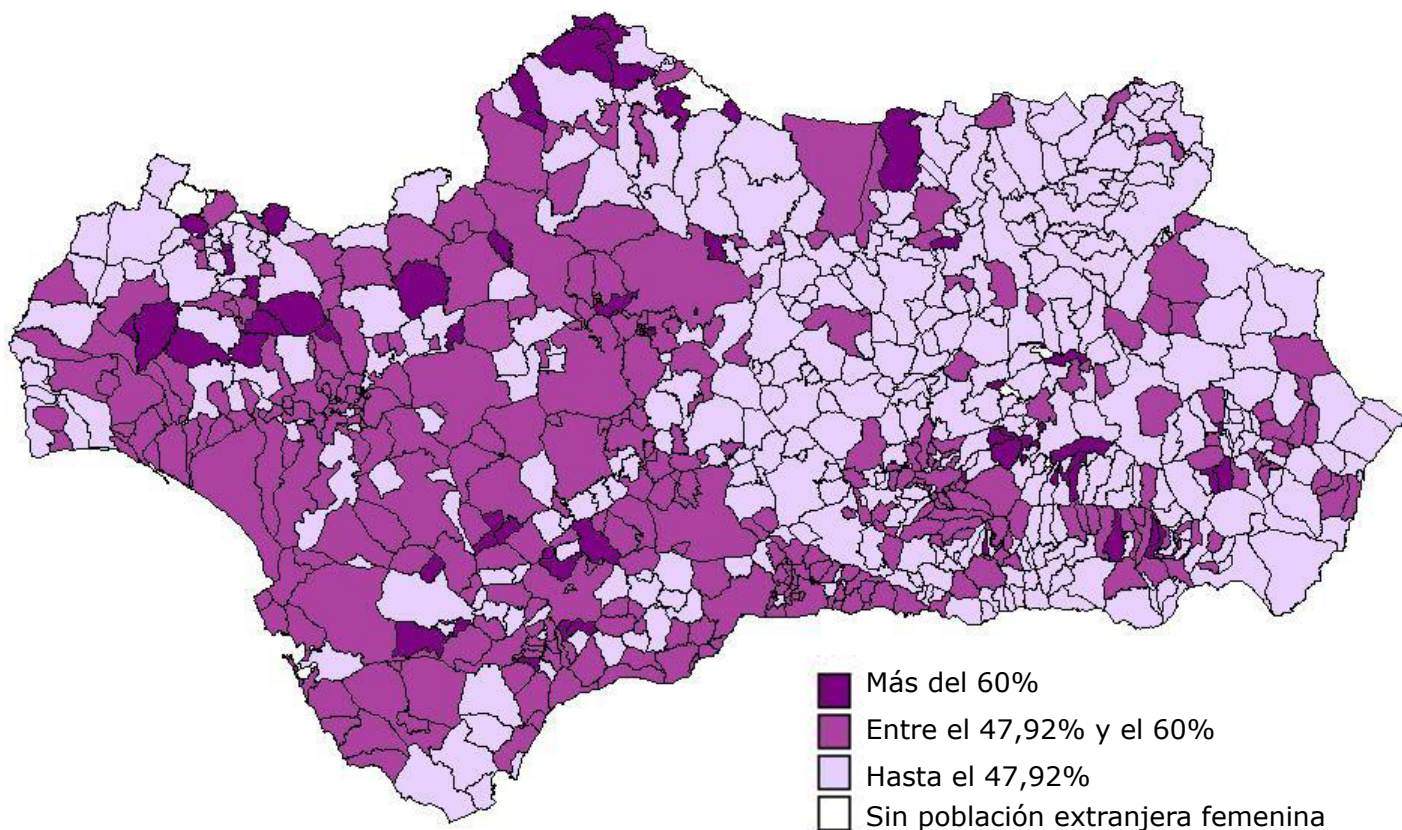 Más del 60%
Entre el 47,92% y el 60%
Hasta el 47,92%
Sin población extranjera femenina